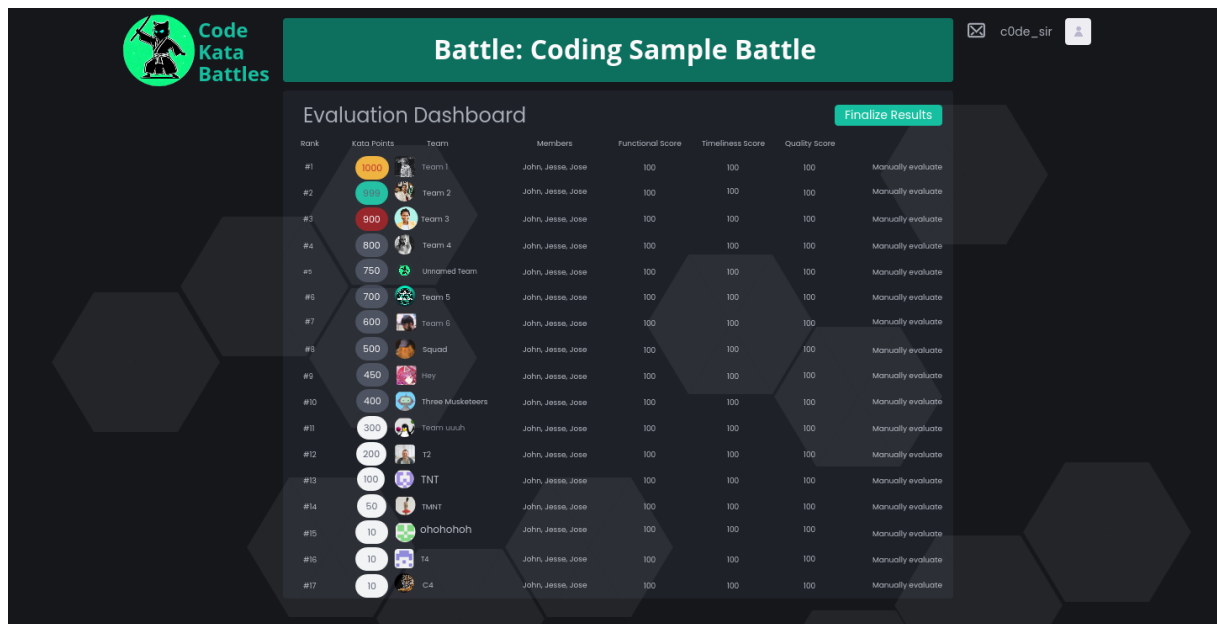 Code
Kata
Battles
Battle: Coding Sample Battle
c0de_sir
Evaluation Dashboard
Finalize Results
Rank Kata Points Team Members Functional Score Timeliness Score Quality Score
#1 1000 Team 1 John, Jesse, Jose 100 100 100 Manually evaluate
#2 999 Team 2 John, Jesse, Jose 100 100 100 Manually evaluate
#3 900 Team 3 John, Jesse, Jose 100 100 100 Manually evaluate
#4 800 Team 4 John, Jesse, Jose 100 100 100 Manually evaluate
#5 750 Unnamed Team John, Jesse, Jose 100 100 100 Manually evaluate
#6 700 Team 5 John, Jesse, Jose 100 100 100 Manually evaluate
#7 600 Team 6 John, Jesse, Jose 100 100 100 Manually evaluate
#8 500 Squad John, Jesse, Jose 100 100 100 Manually evaluate
#9 450 Hey John, Jesse, Jose 100 100 100 Manually evaluate
#10 400 Three Musketeers John, Jesse, Jose 100 100 100 Manually evaluate
#11 300 Team uuuh John, Jesse, Jose 100 100 100 Manually evaluate
#12 200 T2 John, Jesse, Jose 100 100 100 Manually evaluate
#13 100 TNT John, Jesse, Jose 100 100 100 Manually evaluate
#14 50 TMNT John, Jesse, Jose 100 100 100 Manually evaluate
#15 10 ohohohoh John, Jesse, Jose 100 100 100 Manually evaluate
#16 10 T4 John, Jesse, Jose 100 100 100 Manually evaluate
#17 10 C4 John, Jesse, Jose 100 100 100 Manually evaluate